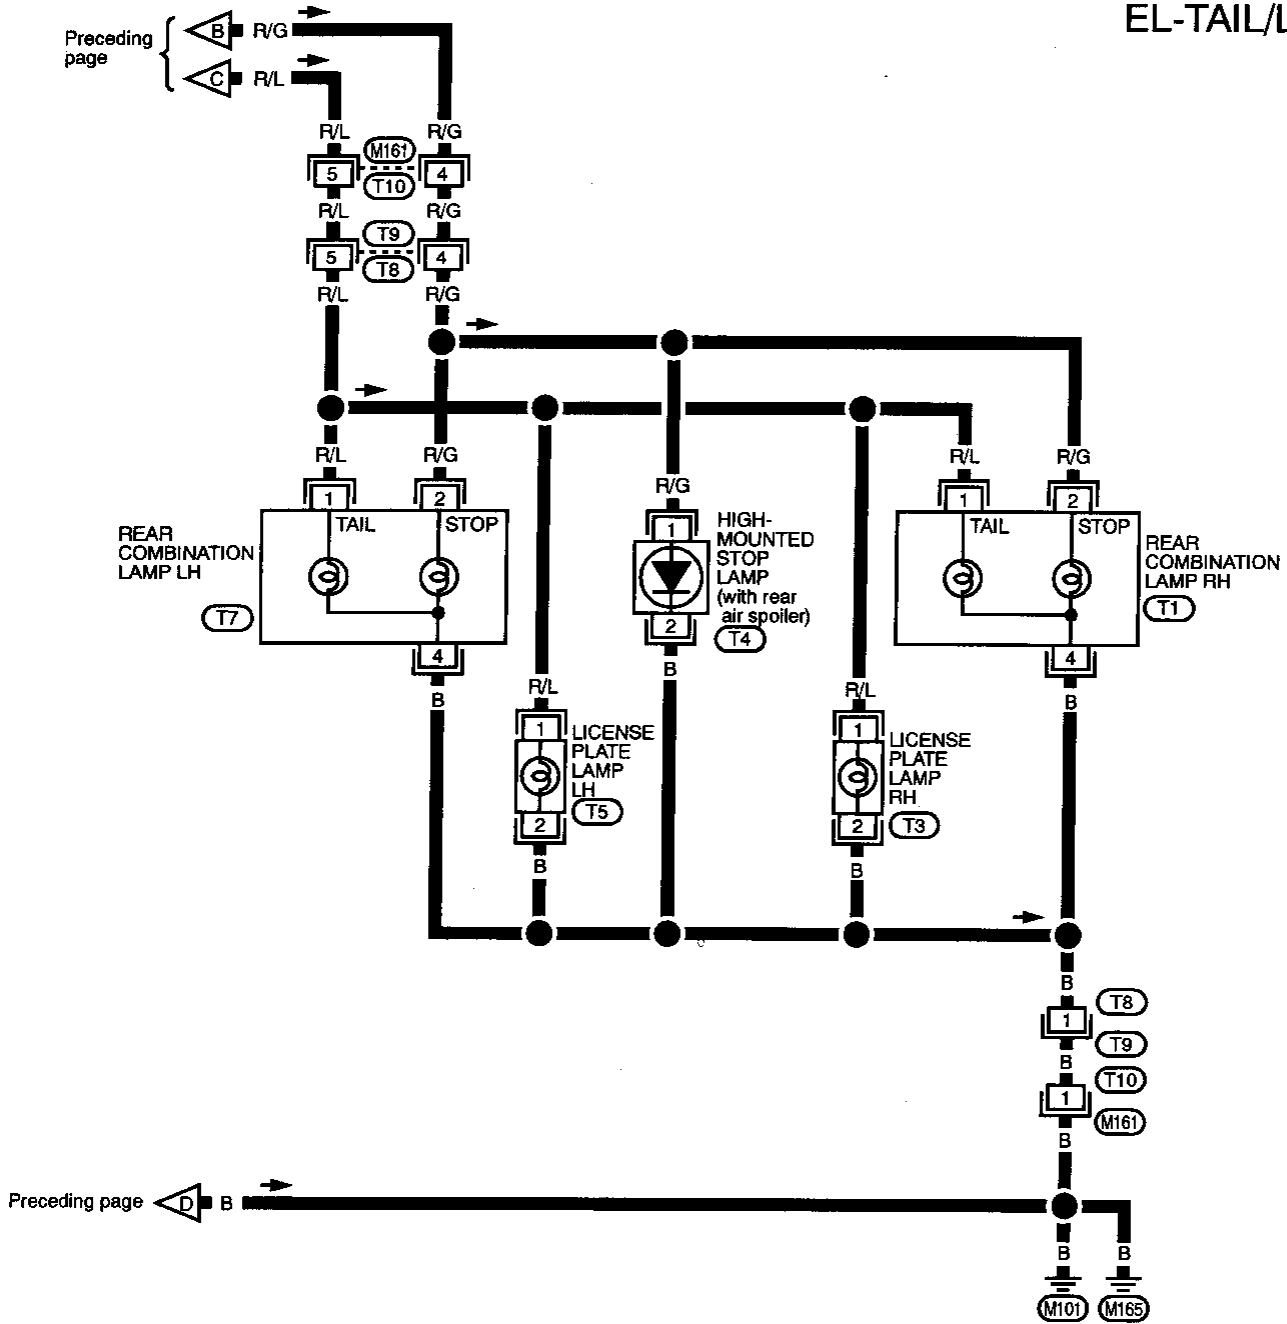 EL-TAIL/L
Preceding
page
B R/G
C R/L
R/L R/G
M161
5 4
T10
R/L R/G
T9
5 4
T8
R/L R/G
R/L R/G
R/L R/G
1 2
TAIL STOP
REAR
COMBINATION
LAMP LH
T7
4
B
R/G
1
HIGH-
MOUNTED
STOP
LAMP
(with rear
air spoiler)
2
T4
B
1 2
TAIL STOP
REAR
COMBINATION
LAMP RH
T1
4
B
R/L
1
LICENSE
PLATE
LAMP
LH
T5
2
B
R/L
1
LICENSE
PLATE
LAMP
RH
2 T3
B
B
T8
1
T9
B
T10
1
M161
B
Preceding page D B
B B
M101 M165